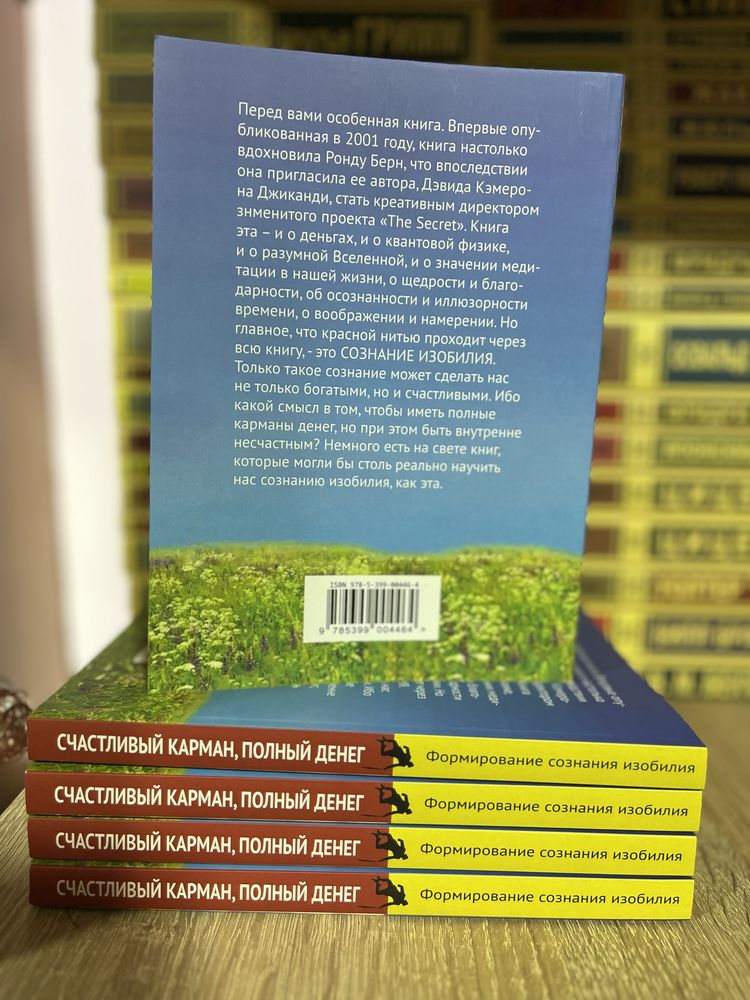 Перед вами особенная книга. Впервые опу-
бликованная в 2001 году, книга настолько
вдохновила Ронду Берн, что впоследствии
она пригласила ее автора, Дэвида Кэмеро-
на Джиканди, стать креативным директором
знменитого проекта «The Secret». Книга
эта – и о деньгах, и о квантовой физике,
и о разумной Вселенной, и о значении меди-
тации в нашей жизни, о щедрости и благо-
дарности, об осознанности и иллюзорности
времени, о воображении и намерении. Но
главное, что красной нитью проходит через
всю книгу, - это СОЗНАНИЕ ИЗОБИЛИЯ.
Только такое сознание может сделать нас
не только богатыми, но и счастливыми. Ибо
какой смысл в том, чтобы иметь полные
карманы денег, но при этом быть внутренне
несчастным? Немного есть на свете книг,
которые могли бы столь реально научить
нас сознанию изобилия, как эта.
ISBN 978-5-399-00446-4
9 785399 004464 >
СЧАСТЛИВЫЙ КАРМАН, ПОЛНЫЙ ДЕНЕГ Формирование сознания изобилия
СЧАСТЛИВЫЙ КАРМАН, ПОЛНЫЙ ДЕНЕГ Формирование сознания изобилия
СЧАСТЛИВЫЙ КАРМАН, ПОЛНЫЙ ДЕНЕГ Формирование сознания изобилия
СЧАСТЛИВЫЙ КАРМАН, ПОЛНЫЙ ДЕНЕГ Формирование сознания изобилия